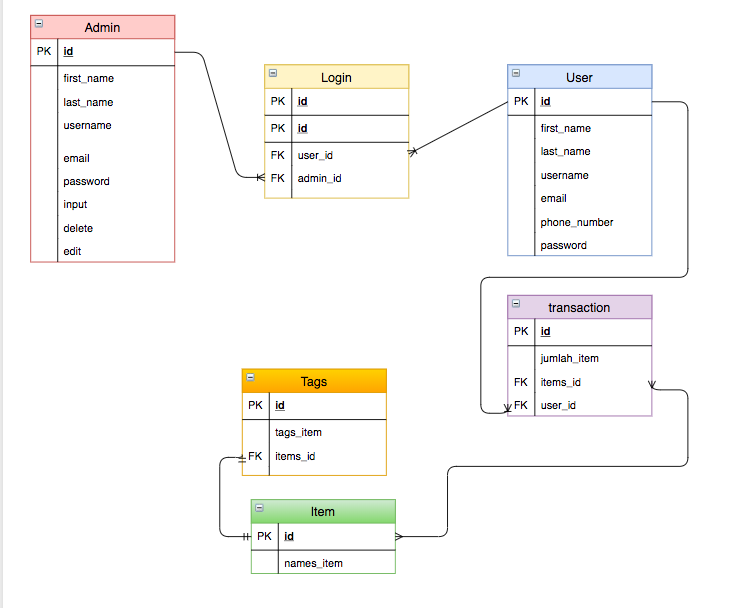 Admin
PK id
first_name
last_name
username
email
password
input
delete
edit
Login
PK id
PK id
FK user_id
FK admin_id
User
PK id
first_name
last_name
username
email
phone_number
password
transaction
PK id
jumlah_item
FK items_id
FK user_id
Tags
PK id
tags_item
FK items_id
Item
PK id
names_item